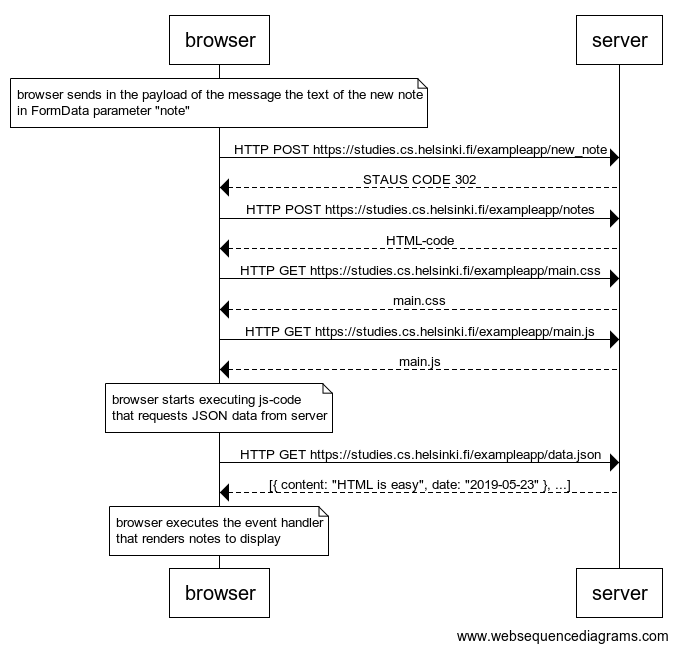 browser
server
browser sends in the payload of the message the text of the new note
in FormData parameter "note"
HTTP POST https://studies.cs.helsinki.fi/exampleapp/new_note
STAUS CODE 302
HTTP POST https://studies.cs.helsinki.fi/exampleapp/notes
HTML-code
HTTP GET https://studies.cs.helsinki.fi/exampleapp/main.css
main.css
HTTP GET https://studies.cs.helsinki.fi/exampleapp/main.js
main.js
browser starts executing js-code
that requests JSON data from server
HTTP GET https://studies.cs.helsinki.fi/exampleapp/data.json
[{ content: "HTML is easy", date: "2019-05-23" }, ...]
browser executes the event handler
that renders notes to display
browser
server
www.websequencediagrams.com